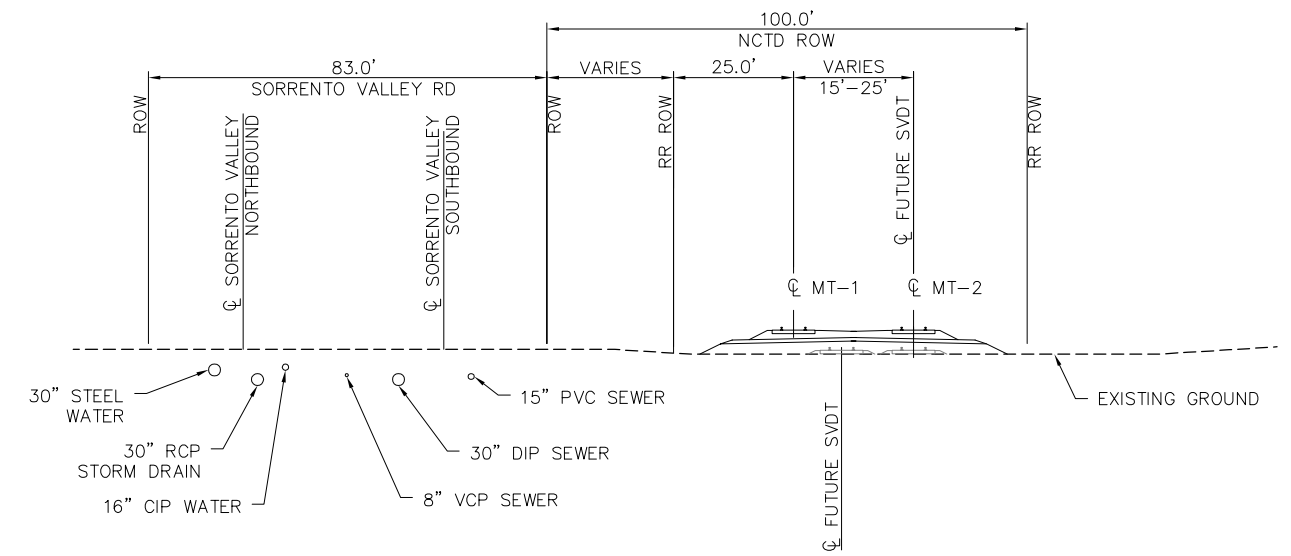 100.0'
NCTD ROW
83.0'
SORRENTO VALLEY RD
VARIES
25.0'
VARIES
15'-25'
ROW
℄ SORRENTO VALLEY
NORTHBOUND
℄ SORRENTO VALLEY
SOUTHBOUND
ROW
RR ROW
℄ FUTURE SVDT
RR ROW
℄ MT-1
℄ MT-2
30" STEEL
WATER
30" RCP
STORM DRAIN
16" CIP WATER
8" VCP SEWER
30" DIP SEWER
15" PVC SEWER
℄ FUTURE SVDT
EXISTING GROUND